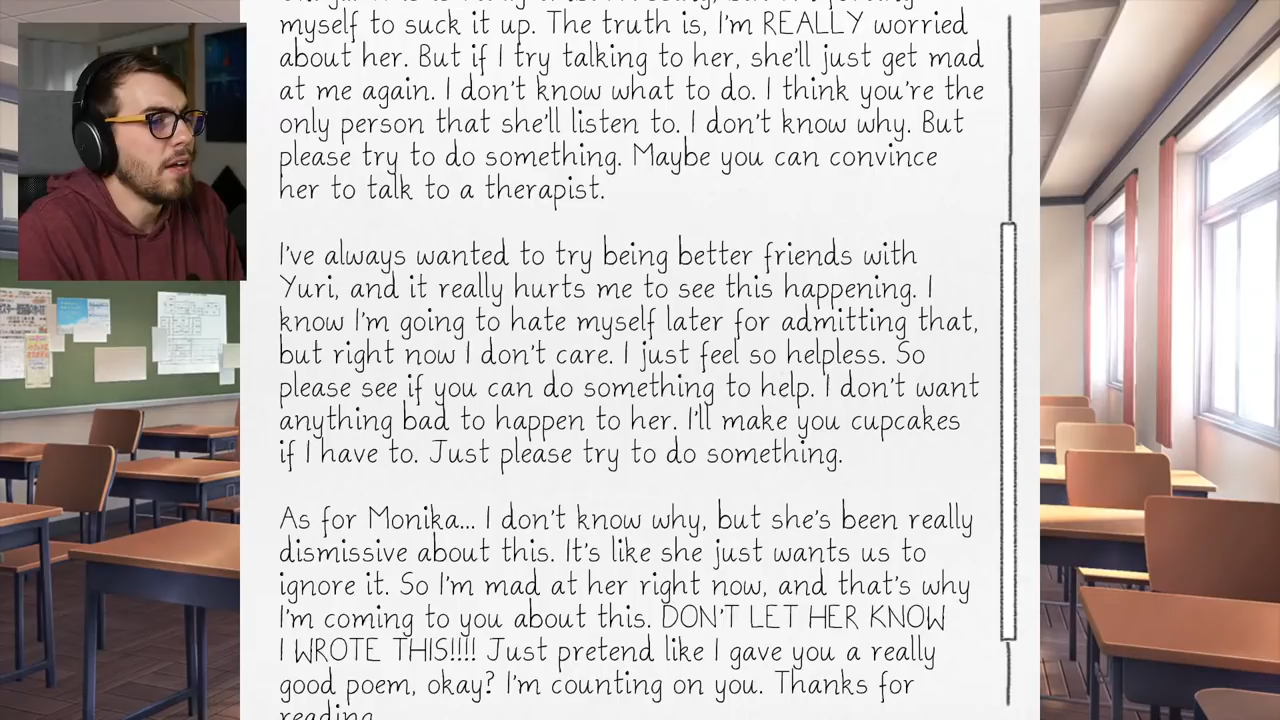 myself to suck it up. The truth is, I'm REALLY worried
about her. But if I try talking to her, she'll just get mad
at me again. I don't know what to do. I think you're the
only person that she'll listen to. I don't know why. But
please try to do something. Maybe you can convince
her to talk to a therapist.
I've always wanted to try being better friends with
Yuri, and it really hurts me to see this happening. I
know I'm going to hate myself later for admitting that,
but right now I don't care. I just feel so helpless. So
please see if you can do something to help. I don't want
anything bad to happen to her. I'll make you cupcakes
if I have to. Just please try to do something.
As for Monika... I don't know why, but she's been really
dismissive about this. It's like she just wants us to
ignore it. So I'm mad at her right now, and that's why
I'm coming to you about this. DON'T LET HER KNOW
I WROTE THIS!!!! Just pretend like I gave you a really
good poem, okay? I'm counting on you. Thanks for
reading